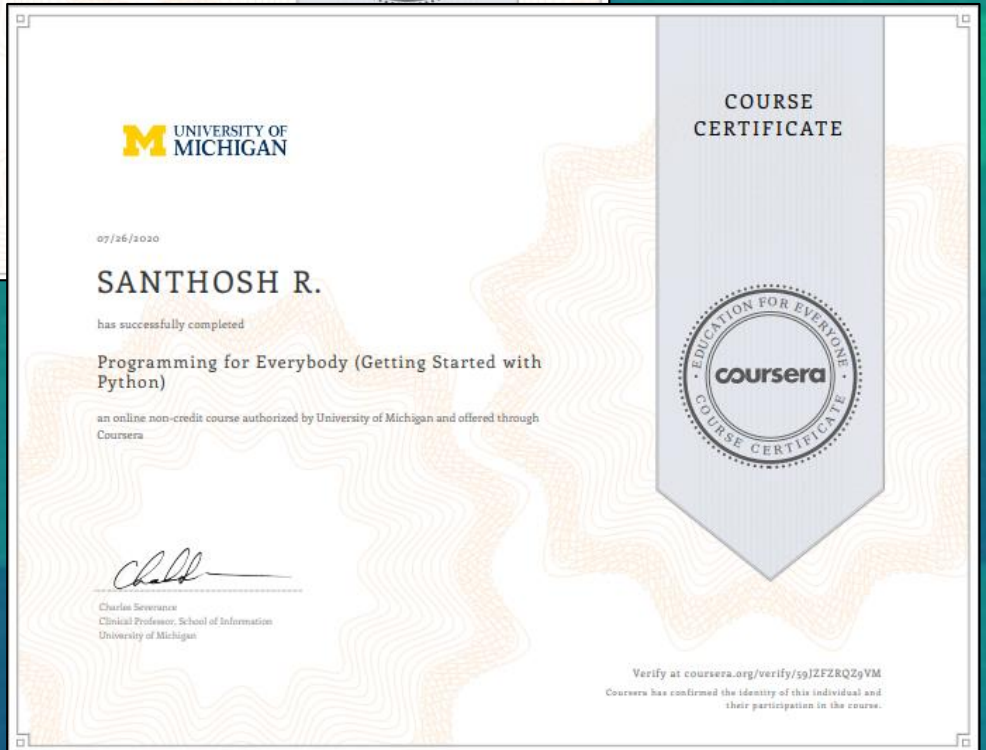 UNIVERSITY OF
MICHIGAN
COURSE
CERTIFICATE
07/26/2020
SANTHOSH R.
has successfully completed
Programming for Everybody (Getting Started with
Python)
an online non-credit course authorized by University of Michigan and offered through
Coursera
EDUCATION FOR EVERYONE
coursera
COURSE CERTIFICATE
Charles Severance
Clinical Professor, School of Information
University of Michigan
Verify at coursera.org/verify/59JZFZRQZ9VM
Coursera has confirmed the identity of this individual and
their participation in the course.